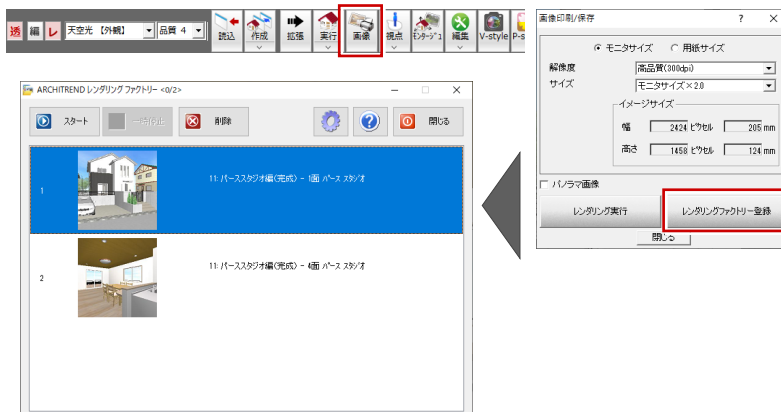 透 編 レ 天空光 【外観】 品質 4 読込 作成 拡張 実行 画像 視点 ﾓﾝﾀｰｼﾞｭ 編集 V-style P-s
画像印刷/保存 ? ×
モニタサイズ 用紙サイズ
解像度 高品質(300dpi)
サイズ モニタサイズ×2.0
イメージサイズ
幅 2424 ﾋﾟｸｾﾙ 205 mm
高さ 1458 ﾋﾟｸｾﾙ 124 mm
パノラマ画像
レンダリング実行 レンダリングファクトリー登録
閉じる
ARCHITREND レンダリング ファクトリー <0/2>
スタート 一時停止 削除 閉じる
1 11: パーススタジオ編(完成) - 1面 ﾊﾟｰｽ ｽﾀｼﾞｵ
2 11: パーススタジオ編(完成) - 4面 ﾊﾟｰｽ ｽﾀｼﾞｵ